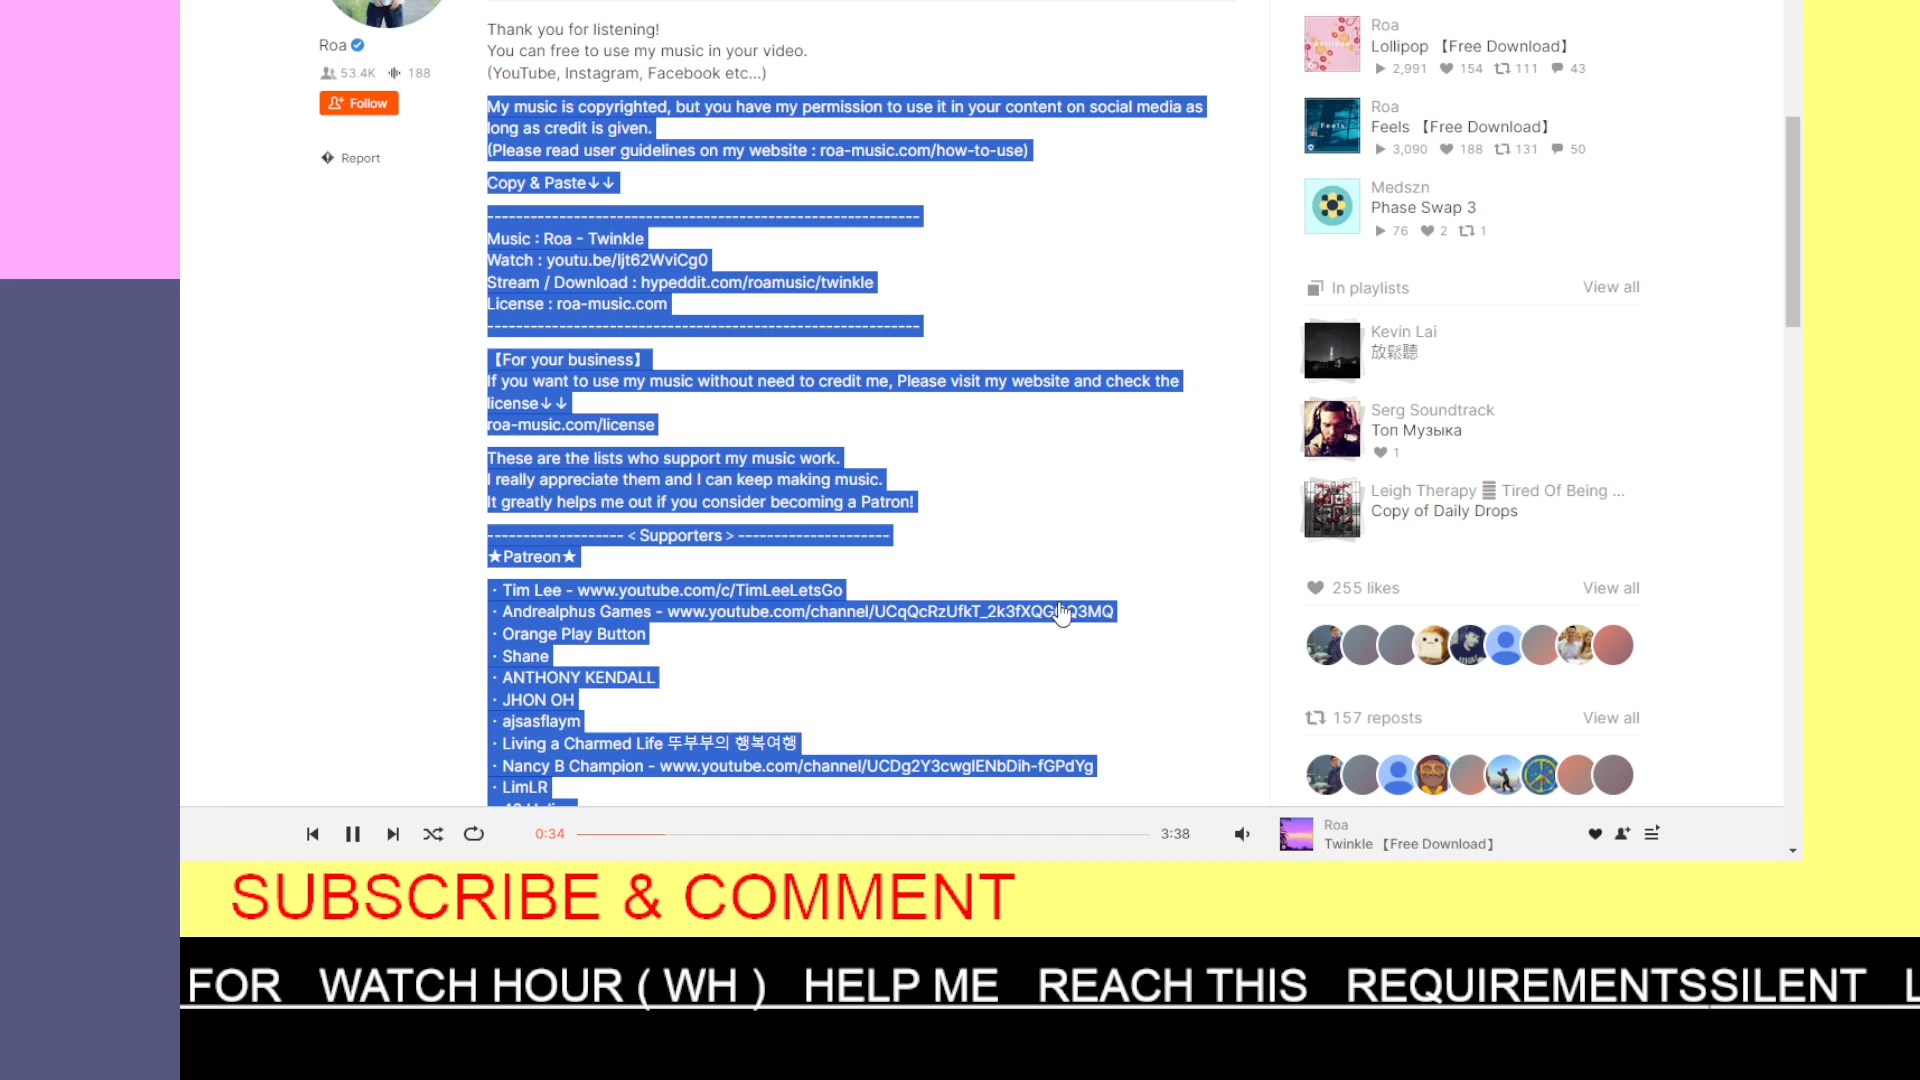 Roa
53.4K 188
Follow
Report
Thank you for listening!
You can free to use my music in your video.
(YouTube, Instagram, Facebook etc...)
My music is copyrighted, but you have my permission to use it in your content on social media as
long as credit is given.
(Please read user guidelines on my website : roa-music.com/how-to-use)
Copy & Paste↓↓
------------------------------------------------------------
Music : Roa - Twinkle
Watch : youtu.be/ljt62WviCg0
Stream / Download : hypeddit.com/roamusic/twinkle
License : roa-music.com
------------------------------------------------------------
【For your business】
If you want to use my music without need to credit me, Please visit my website and check the
license↓↓
roa-music.com/license
These are the lists who support my music work.
I really appreciate them and I can keep making music.
It greatly helps me out if you consider becoming a Patron!
------------------- < Supporters > ---------------------
★Patreon★
· Tim Lee - www.youtube.com/c/TimLeeLetsGo
· Andrealphus Games - www.youtube.com/channel/
· Orange Play Button
· Shane
· ANTHONY KENDALL
· JHON OH
· ajsasflaym
· Living a Charmed Life 뚜부부의 행복여행
· Nancy B Champion - www.youtube.com/channel/UCDg2Y3cwglENbDih-fGPdYg
· LimLR
Roa
Lollipop 【Free Download】
2,991 154 111 43
Roa
Feels 【Free Download】
3,090 188 131 50
Medszn
Phase Swap 3
76 2 1
In playlists View all
Kevin Lai
放鬆聽
Serg Soundtrack
Топ Музыка
1
Leigh Therapy ䷀ Tired Of Being ...
Copy of Daily Drops
255 likes View all
157 reposts View all
0:34 3:38
Roa
Twinkle 【Free Download】
SUBSCRIBE & COMMENT
FOR WATCH HOUR ( WH ) HELP ME REACH THIS REQUIREMENTSSILENT L